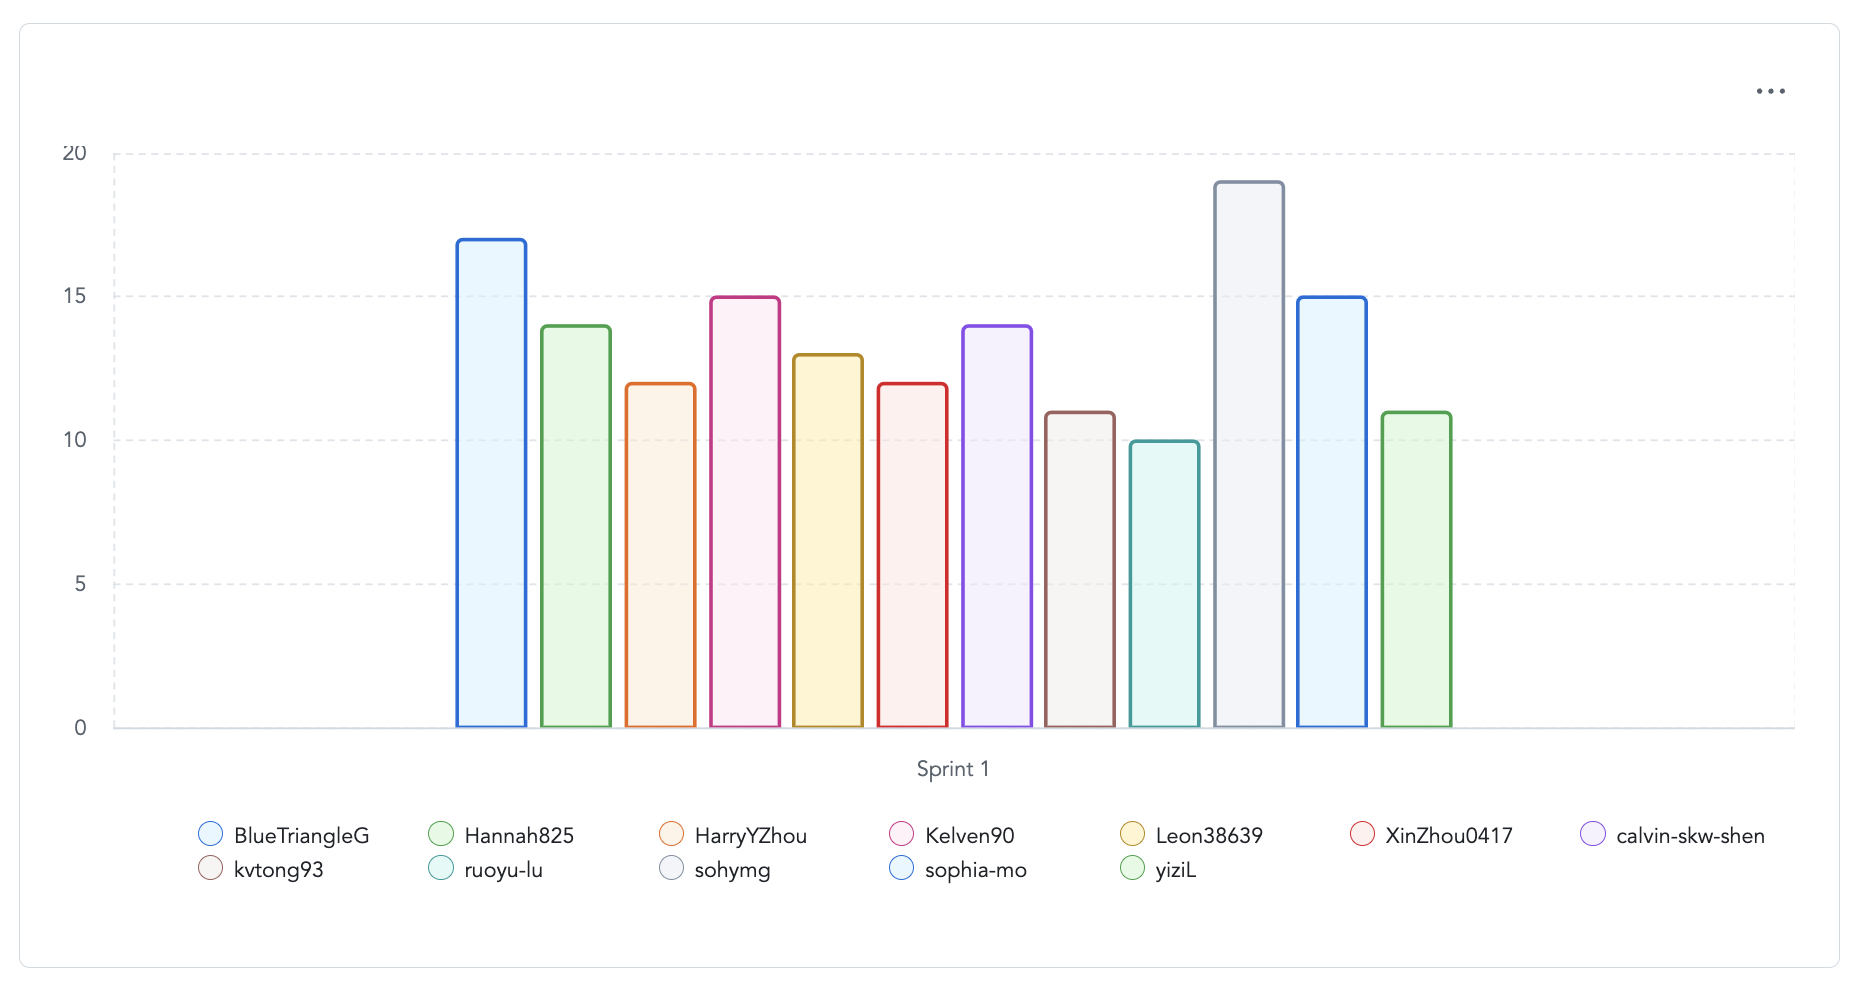 20
15
10
5
0
Sprint 1
BlueTriangleG Hannah825 HarryYZhou Kelven90 Leon38639 XinZhou0417 calvin-skw-shen
kvtong93 ruoyu-lu sohymg sophia-mo yiziL